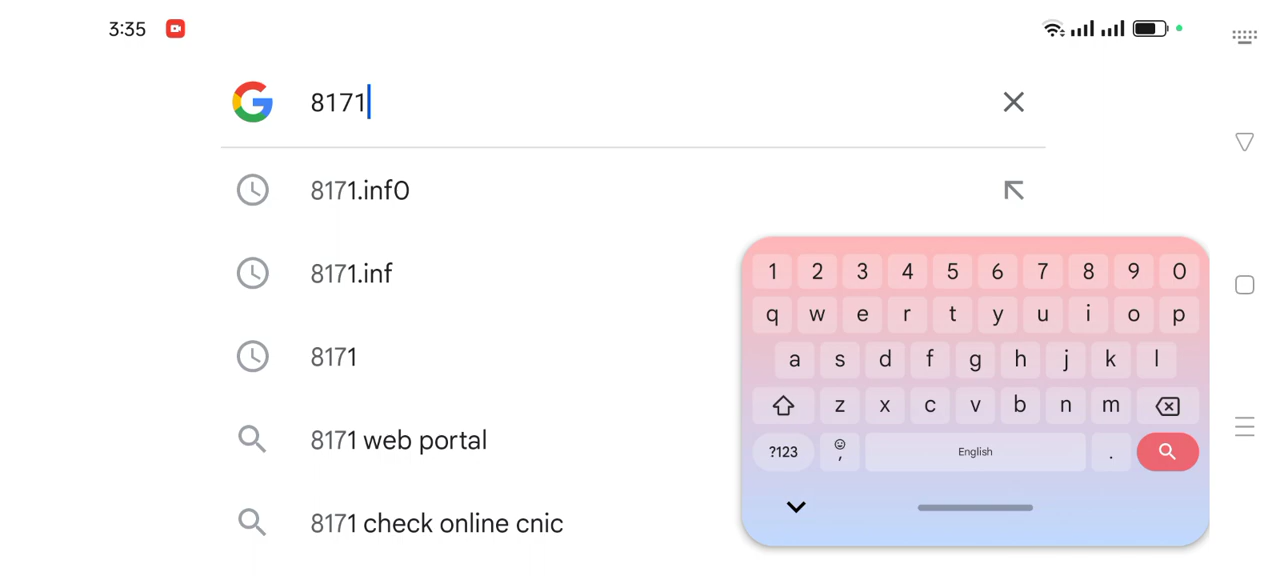 3:35
8171
8171.inf0
8171.inf
8171
8171 web portal
8171 check online cnic
1 2 3 4 5 6 7 8 9 0
q w e r t y u i o p
a s d f g h j k l
z x c v b n m
?123 , English .